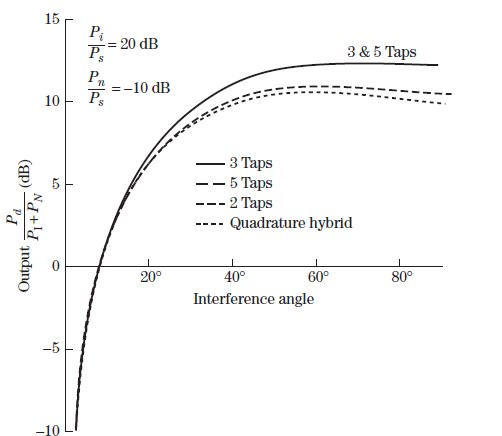 15
P_i/P_s = 20 dB
P_n/P_s = –10 dB
3 & 5 Taps
10
3 Taps
5 Taps
2 Taps
Quadrature hybrid
5
Output P_d/(P_I + P_N) (dB)
0
20° 40° 60° 80°
Interference angle
–5
–10